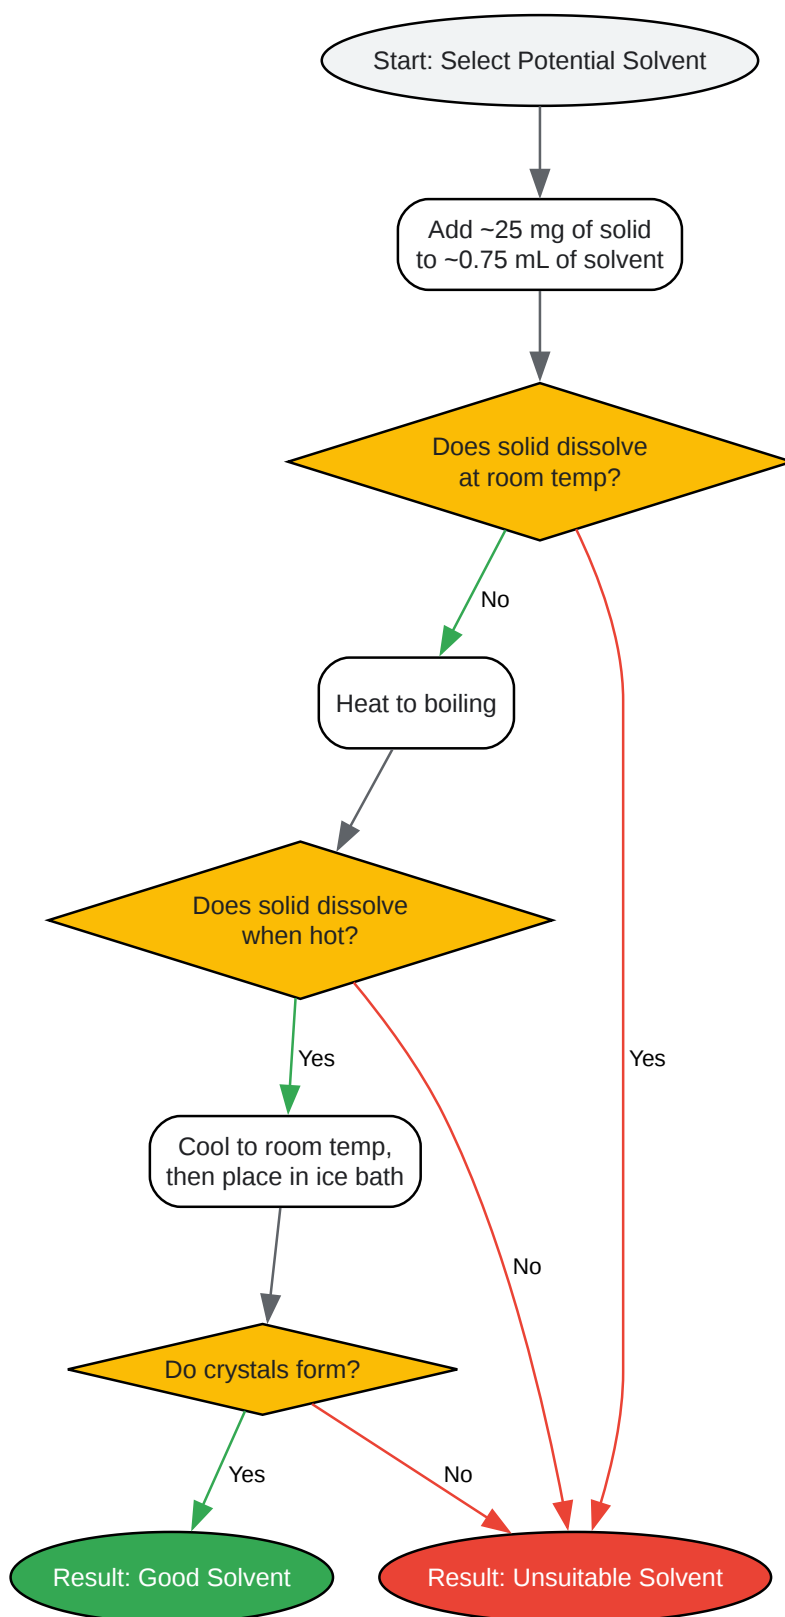 Start: Select Potential Solvent
Add ~25 mg of solid
to ~0.75 mL of solvent
Does solid dissolve
at room temp?
No
Heat to boiling
Does solid dissolve
when hot?
Yes
Yes
Cool to room temp,
then place in ice bath
No
Do crystals form?
Yes
No
Result: Good Solvent
Result: Unsuitable Solvent